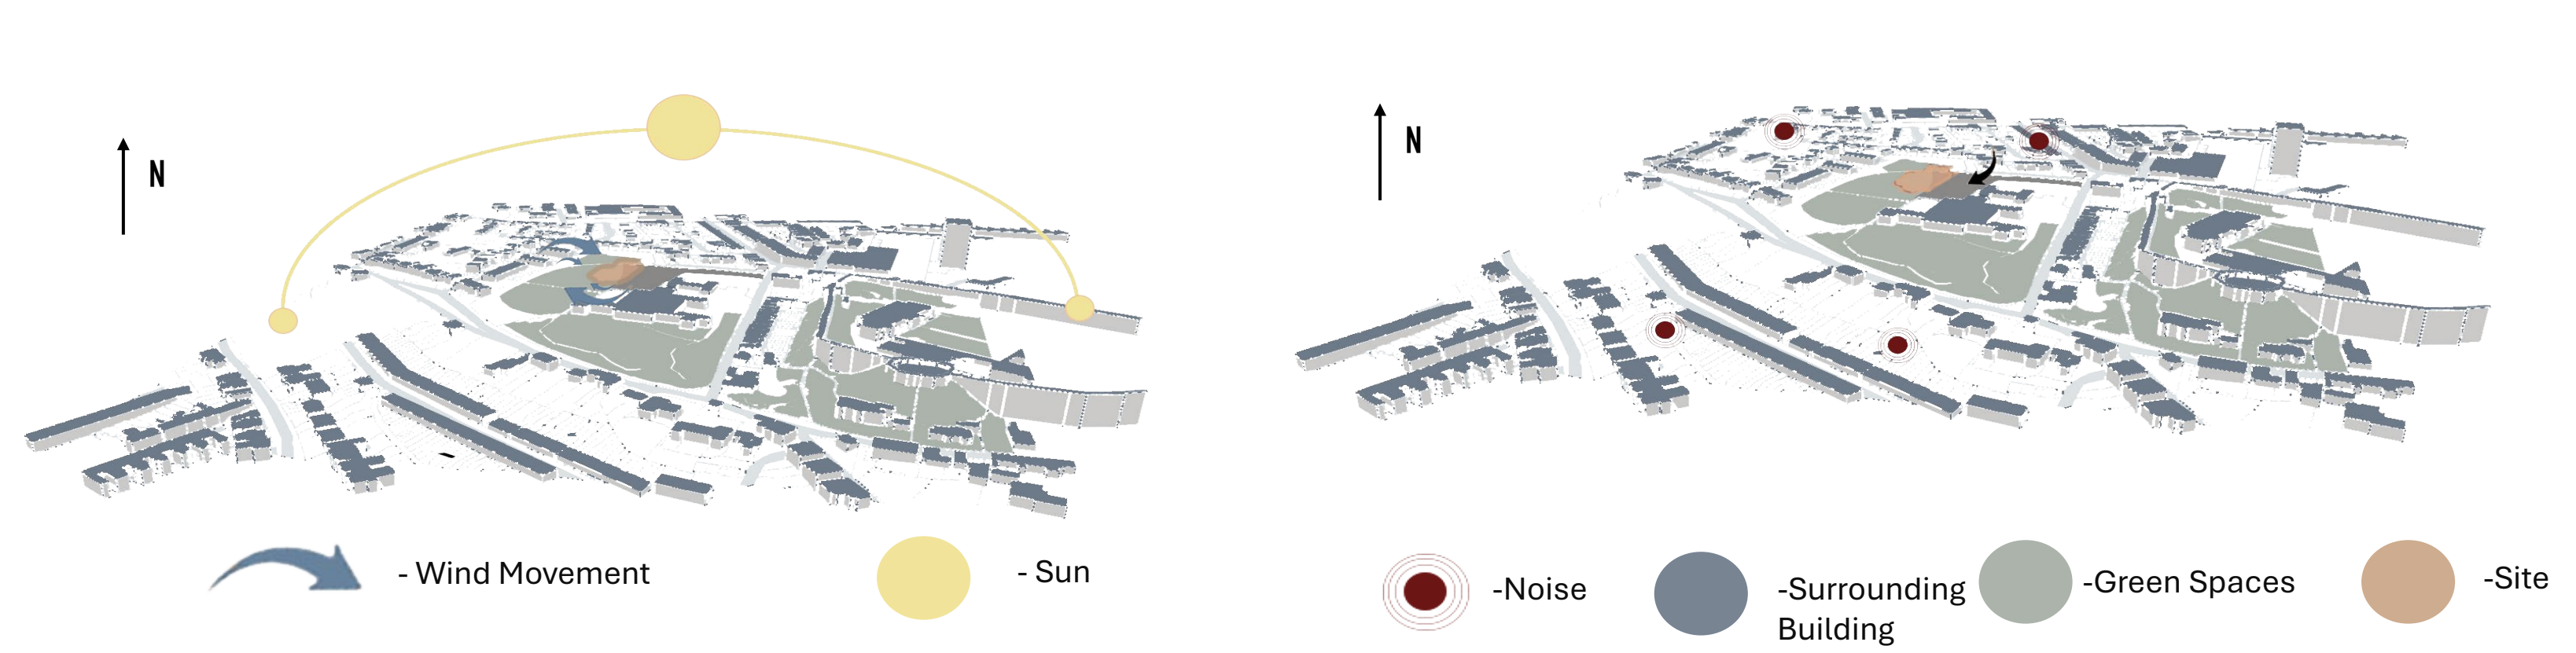 N
N
- Wind Movement
- Sun
-Noise
-Surrounding
Building
-Green Spaces
-Site